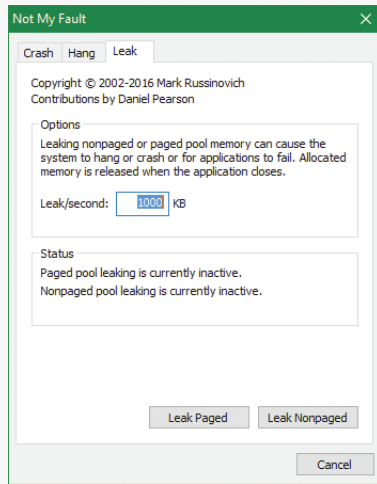 Not My Fault
Crash Hang Leak
Copyright © 2002-2016 Mark Russinovich
Contributions by Daniel Pearson
Options
Leaking nonpaged or paged pool memory can cause the
system to hang or crash or for applications to fail. Allocated
memory is released when the application closes.
Leak/second: 1000 KB
Status
Paged pool leaking is currently inactive.
Nonpaged pool leaking is currently inactive.
Leak Paged Leak Nonpaged
Cancel